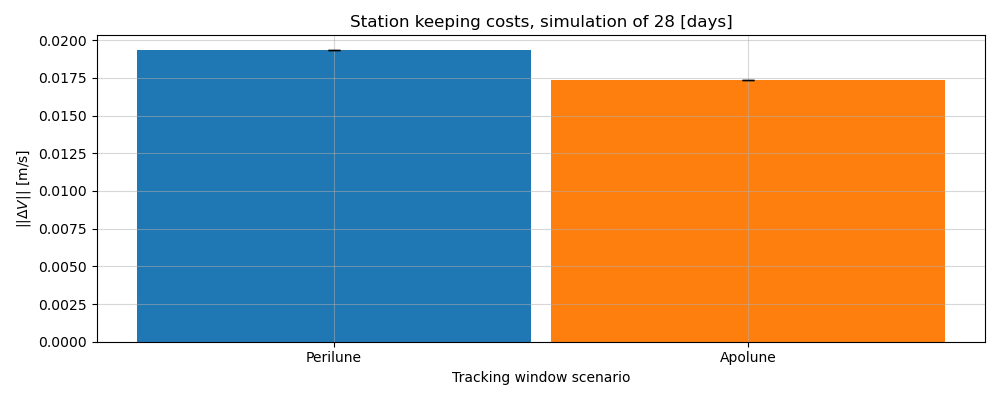 Station keeping costs, simulation of 28 [days]
0.0200
0.0175
0.0150
0.0125
0.0100
0.0075
0.0050
0.0025
0.0000
||ΔV|| [m/s]
Perilune
Apolune
Tracking window scenario